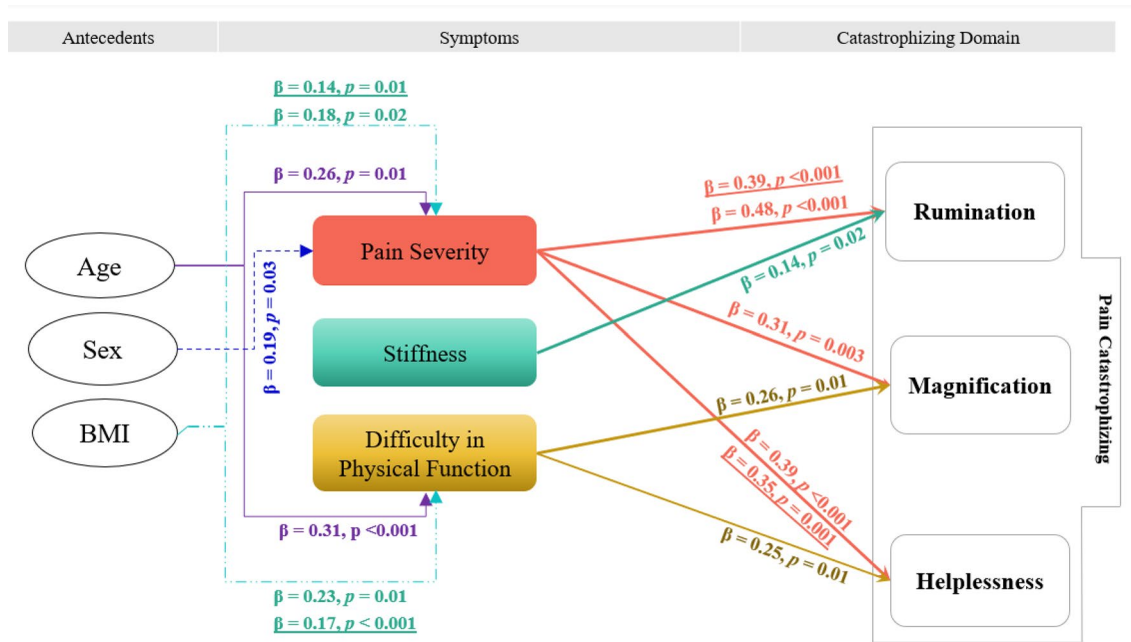 Antecedents
Symptoms
Catastrophizing Domain
β = 0.14, p = 0.01
β = 0.18, p = 0.02
β = 0.26, p = 0.01
β = 0.39, p <0.001
β = 0.48, p <0.001
Rumination
Pain Severity
Age
β = 0.19, p = 0.03
β = 0.14, p = 0.02
Sex
Stiffness
β = 0.31, p = 0.003
Magnification
Pain Catastrophizing
β = 0.26, p = 0.01
BMI
Difficulty in
Physical Function
β = 0.39, p <0.001
β = 0.35, p = 0.001
β = 0.31, p <0.001
β = 0.25, p = 0.01
Helplessness
β = 0.23, p = 0.01
β = 0.17, p < 0.001